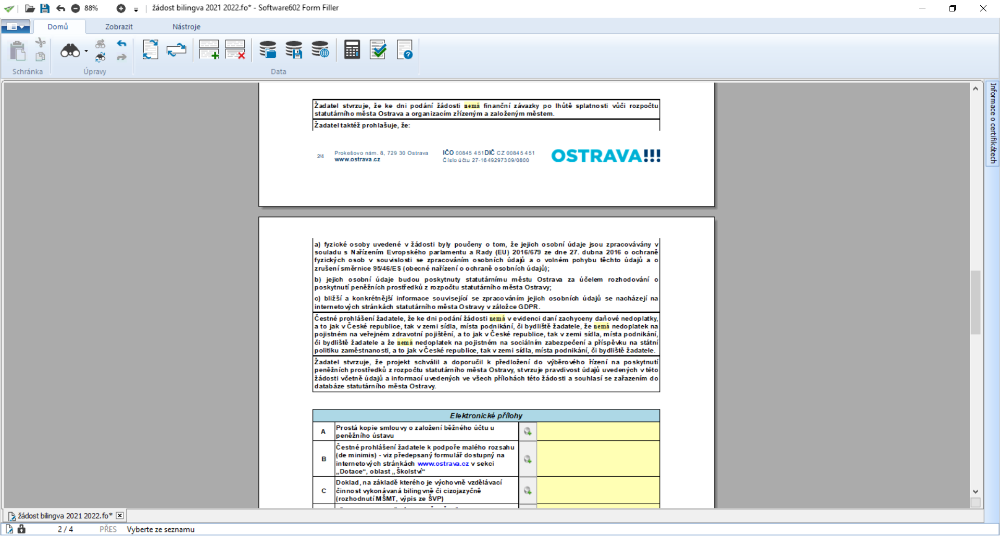 88%
žádost bilingva 2021 2022.fo* - Software602 Form Filler
Domů
Zobrazit
Nástroje
Schránka
Úpravy
Data
Informace o certifikátech
Žadatel stvrzuje, že ke dni podání žádosti nemá finanční závazky po lhůtě splatnosti vůči rozpočtu
statutárního města Ostrava a organizacím zřízeným a založeným městem.
Žadatel taktéž prohlašuje, že:
2/4
Prokešovo nám. 8, 729 30 Ostrava
www.ostrava.cz
IČO 00845 451 DIČ CZ 00845 451
Číslo účtu 27-1649297309/0800
OSTRAVA!!!
a) fyzické osoby uvedené v žádosti byly poučeny o tom, že jejich osobní údaje jsou zpracovávány v
souladu s Nařízením Evropského parlamentu a Rady (EU) 2016/679 ze dne 27. dubna 2016 o ochraně
fyzických osob v souvislosti se zpracováním osobních údajů a o volném pohybu těchto údajů a o
zrušení směrnice 95/46/ES (obecné nařízení o ochraně osobních údajů);
b) jejich osobní údaje budou poskytnuty statutárnímu městu Ostrava za účelem rozhodování o
poskytnutí peněžních prostředků z rozpočtu statutárního města Ostravy;
c) bližší a konkrétnější informace související se zpracováním jejich osobních údajů se nacházejí na
internetových stránkách statutárního města Ostravy v záložce GDPR.
Čestné prohlášení žadatele, že ke dni podání žádosti nemá v evidenci daní zachyceny daňové nedoplatky,
a to jak v České republice, tak v zemi sídla, místa podnikání, či bydliště žadatele, že nemá nedoplatek na
pojistném na veřejném zdravotní pojištění, a to jak v České republice, tak v zemi sídla, místa podnikání,
či bydliště žadatele a že nemá nedoplatek na pojistném na sociálním zabezpečení a příspěvku na státní
politiku zaměstnanosti, a to jak v České republice, tak v zemi sídla, místa podnikání, či bydliště žadatele.
Žadatel stvrzuje, že projekt schválil a doporučil k předložení do výběrového řízení na poskytnutí
peněžních prostředků z rozpočtu statutárního města Ostravy, stvrzuje pravdivost údajů uvedených v této
žádosti včetně údajů a informací uvedených ve všech přílohách této žádosti a souhlasí se zařazením do
databáze statutárního města Ostravy.
Elektronické přílohy
A
Prostá kopie smlouvy o založení běžného účtu u
peněžního ústavu
B
Čestné prohlášení žadatele k podpoře malého rozsahu
(de minimis) - viz předepsaný formulář dostupný na
internetových stránkách www.ostrava.cz v sekci
„Dotace“, oblast „Školství“
C
Doklad, na základě kterého je výchovně vzdělávací
činnost vykonávaná bilingvně či cizojazyčně
(rozhodnutí MŠMT, výpis ze ŠVP)
žádost bilingva 2021 2022.fo*
2 / 4
PŘES
Vyberte ze seznamu